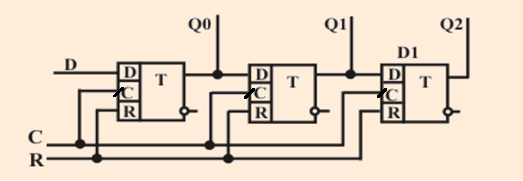 Q0 Q1 Q2
D1
D D T D T D T
C C C
R R R
C
R